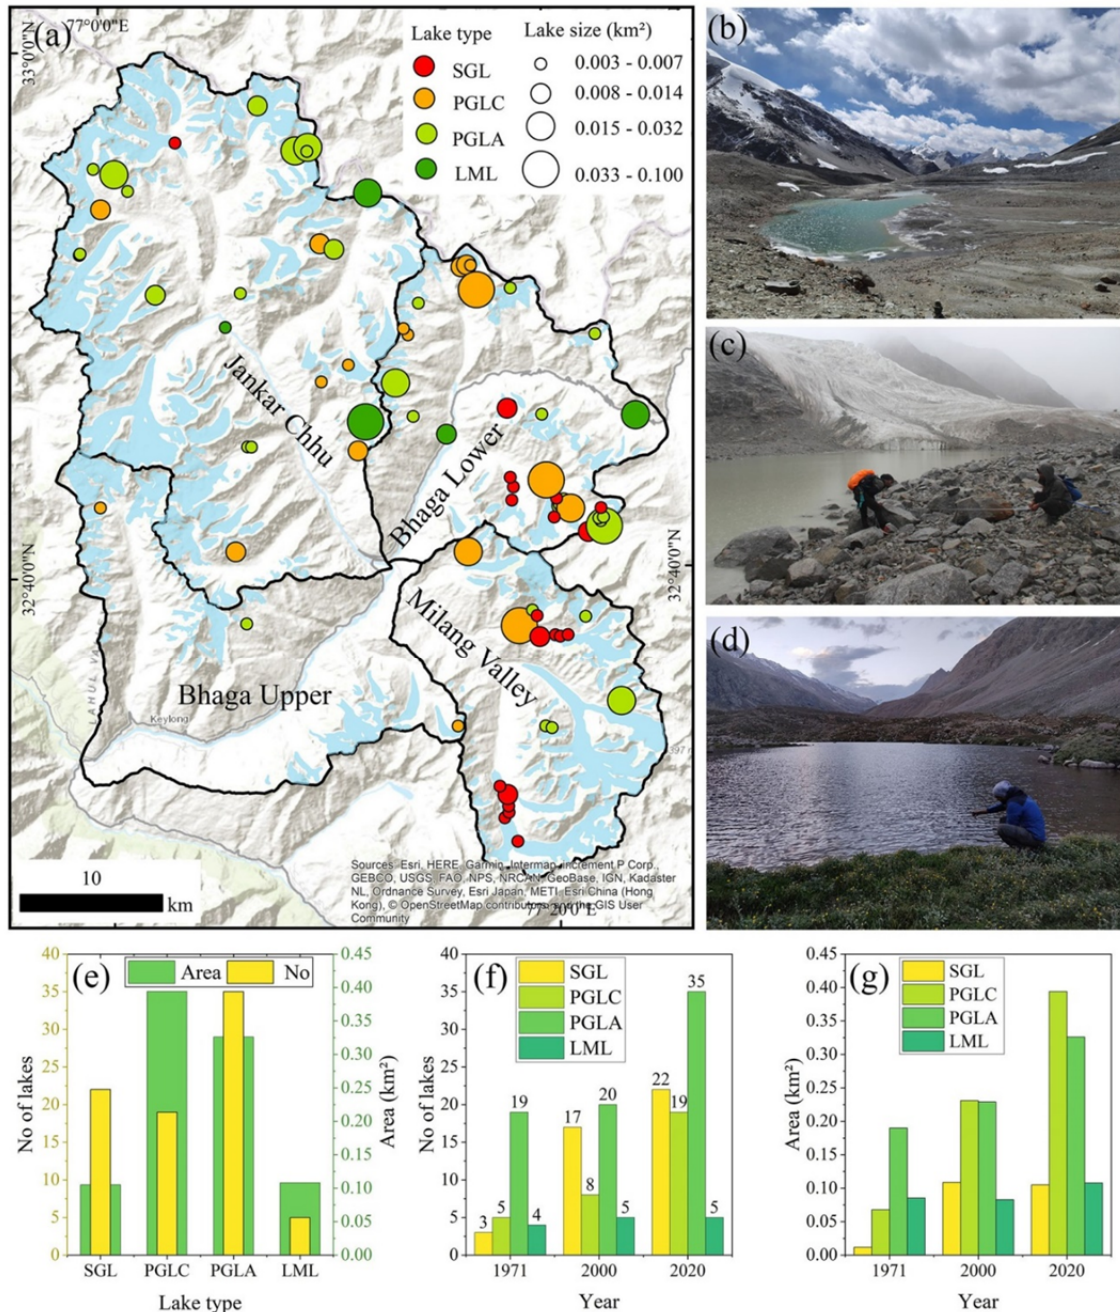 (a)
77°0'0"E
33°0'0"N
32°40'0"N
32°40'0"N
77°20'0"E
Lake type
SGL
PGLC
PGLA
LML
Lake size (km²)
0.003 - 0.007
0.008 - 0.014
0.015 - 0.032
0.033 - 0.100
Jankar Chhu
Bhaga Lower
Milang Valley
Bhaga Upper
Keylong
10
km
Sources: Esri, HERE, Garmin, Intermap, increment P Corp.,
GEBCO, USGS, FAO, NPS, NRCAN, GeoBase, IGN, Kadaster
NL, Ordnance Survey, Esri Japan, METI, Esri China (Hong
Kong), © OpenStreetMap contributors, and the GIS User
Community
(b)
(c)
(d)
(e)
Area
No
No of lakes
40
35
30
25
20
15
10
5
0
0.45
0.40
0.35
0.30
0.25
0.20
0.15
0.10
0.05
0.00
Area (km²)
SGL
PGLC
PGLA
LML
Lake type
(f)
SGL
PGLC
PGLA
LML
No of lakes
40
35
30
25
20
15
10
5
0
3
5
19
4
17
8
20
5
22
19
35
5
1971
2000
2020
Year
(g)
SGL
PGLC
PGLA
LML
Area (km²)
0.45
0.40
0.35
0.30
0.25
0.20
0.15
0.10
0.05
0.00
1971
2000
2020
Year